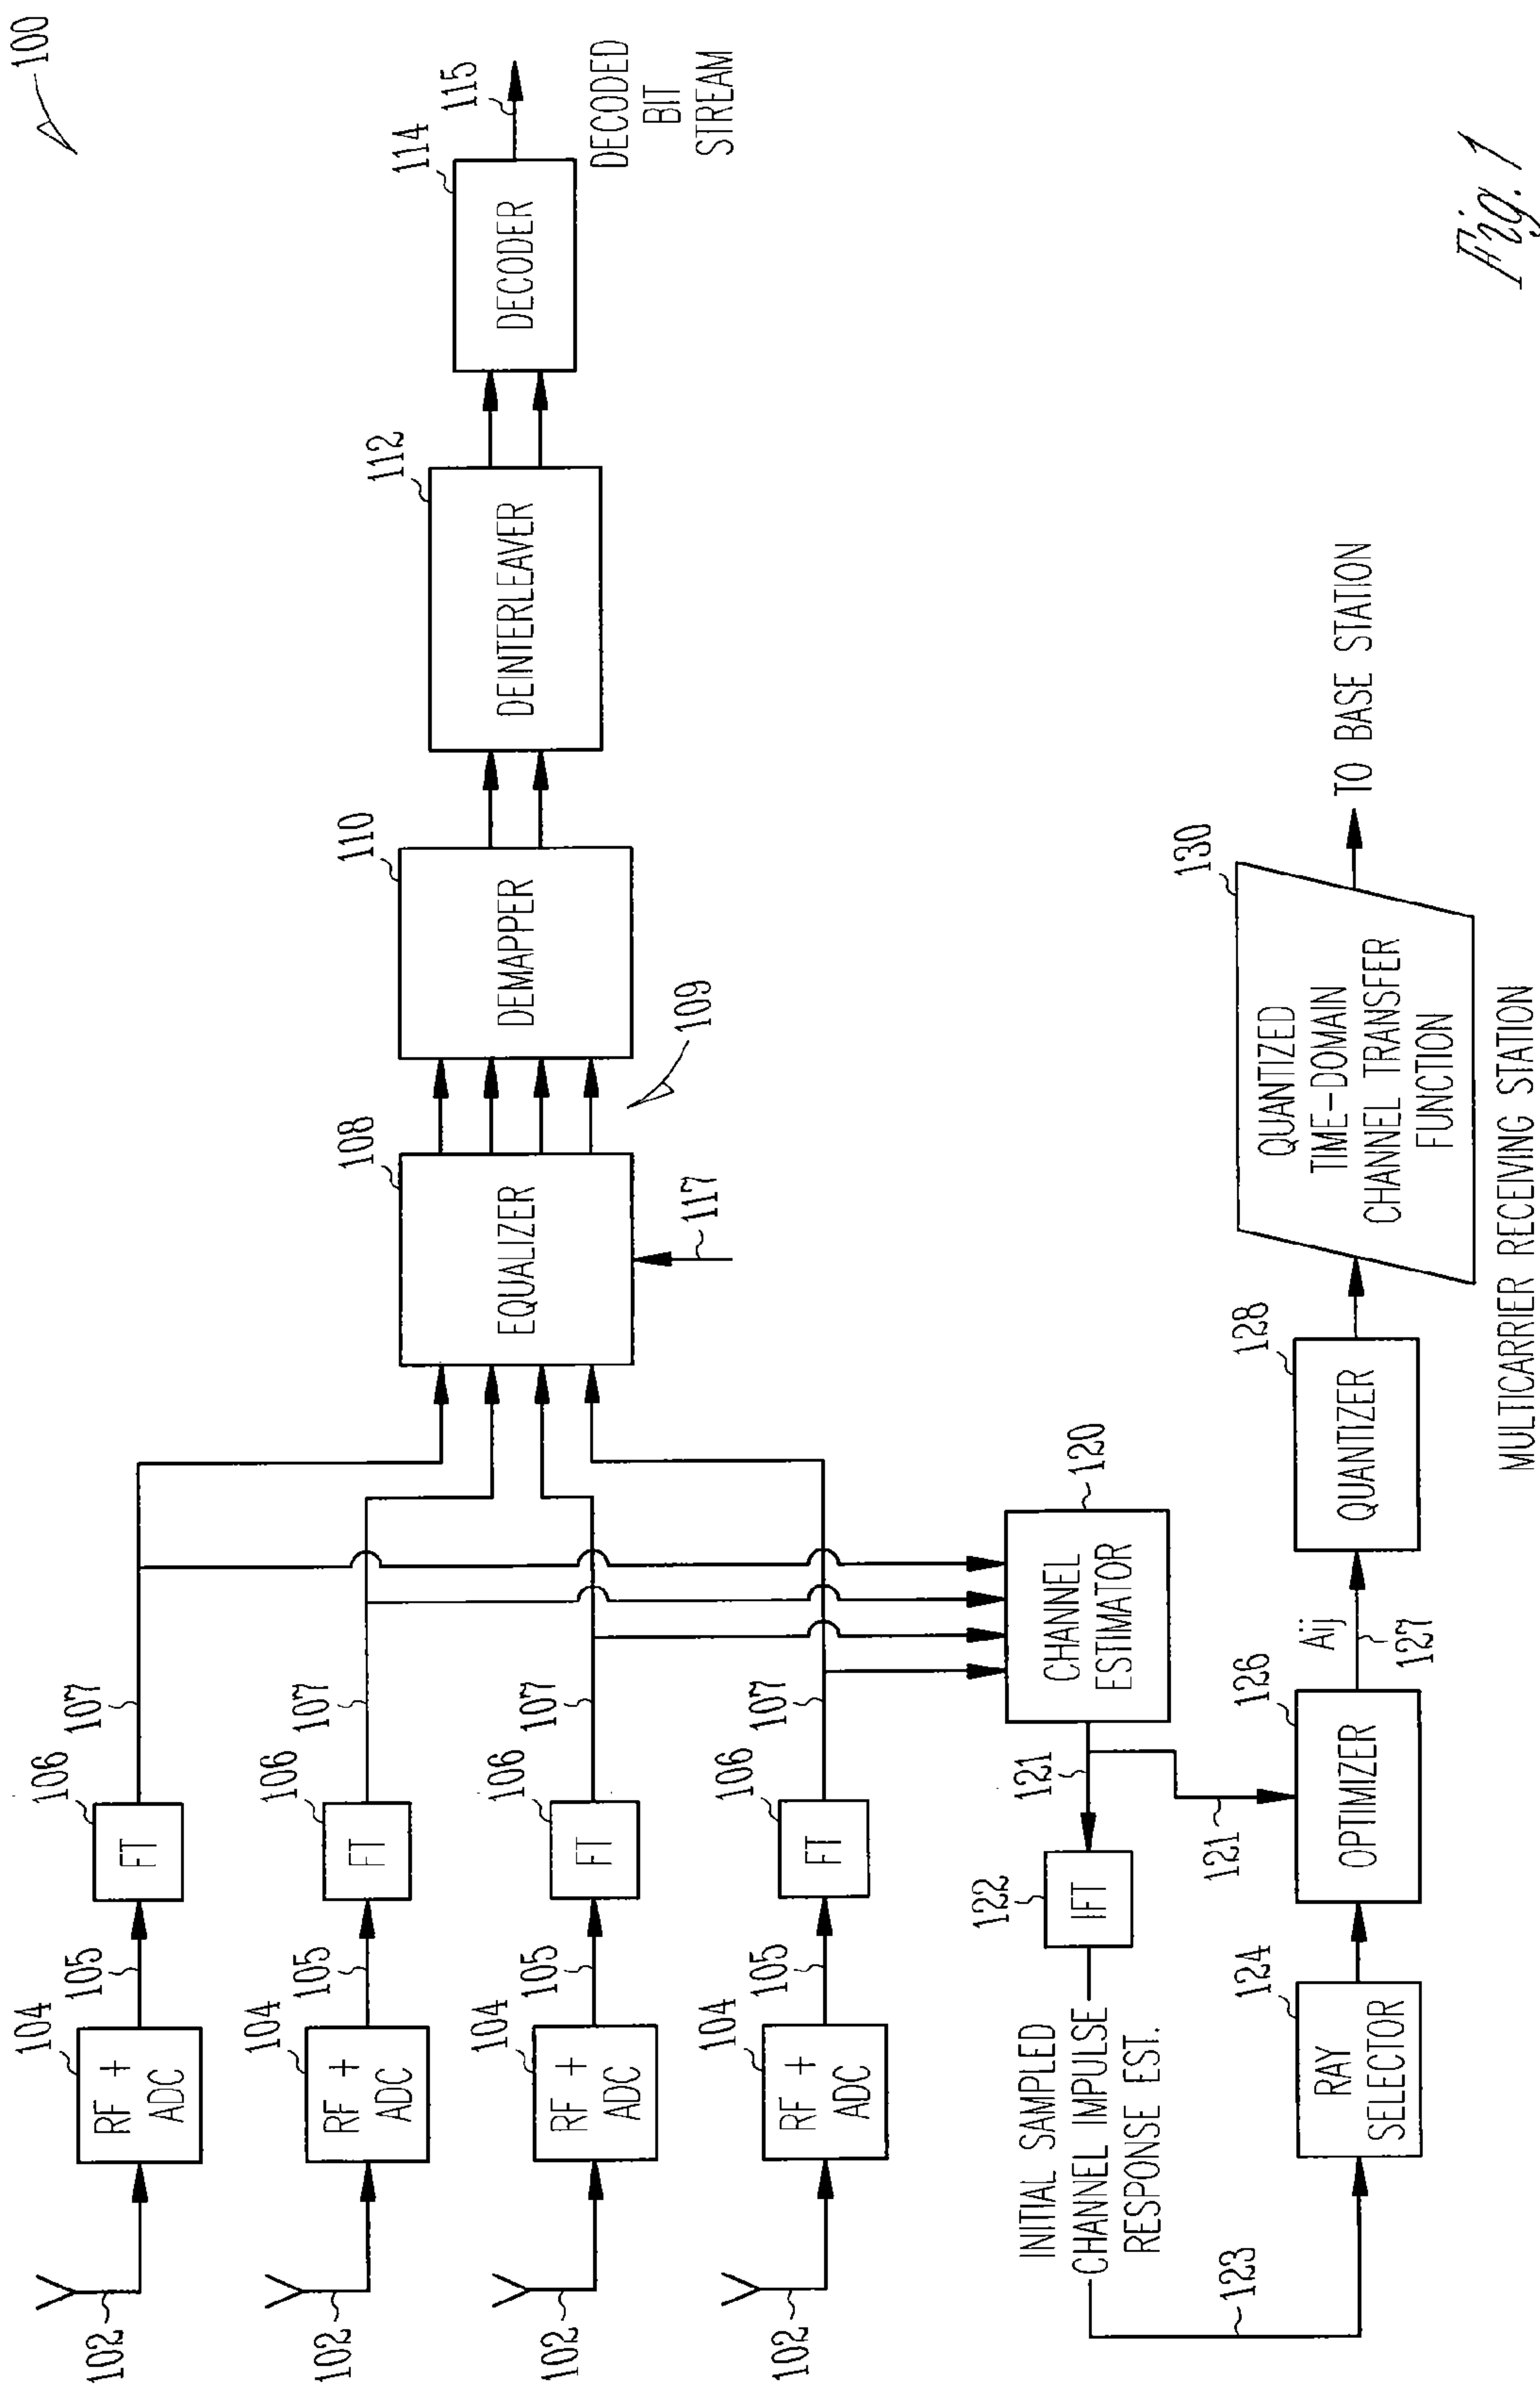 100
102
104
RF +
ADC
105
106
FT
107
102
104
RF +
ADC
105
106
FT
107
102
104
RF +
ADC
105
106
FT
107
102
104
RF +
ADC
105
106
FT
107
108
EQUALIZER
117
109
110
DEMAPPER
112
DEINTERLEAVER
114
DECODER
115
DECODED
BIT
STREAM
120
CHANNEL
ESTIMATOR
121
121
122
IFT
INITIAL SAMPLED
CHANNEL IMPULSE
RESPONSE EST.
123
124
RAY
SELECTOR
126
OPTIMIZER
Aij
127
128
QUANTIZER
130
QUANTIZED
TIME-DOMAIN
CHANNEL TRANSFER
FUNCTION
TO BASE STATION
MULTICARRIER RECEIVING STATION
Fig. 1